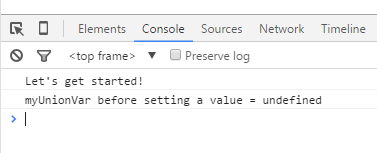 Elements Console Sources Network Timeline
<top frame> ▼ Preserve log
Let's get started!
myUnionVar before setting a value = undefined
>